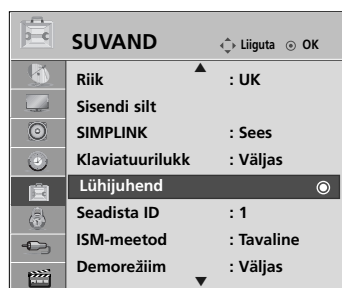 SUVAND Liiguta OK
Riik : UK
Sisendi silt
SIMPLINK : Sees
Klaviatuurilukk : Väljas
Lühijuhend
Seadista ID : 1
ISM-meetod : Tavaline
Demorežiim : Väljas